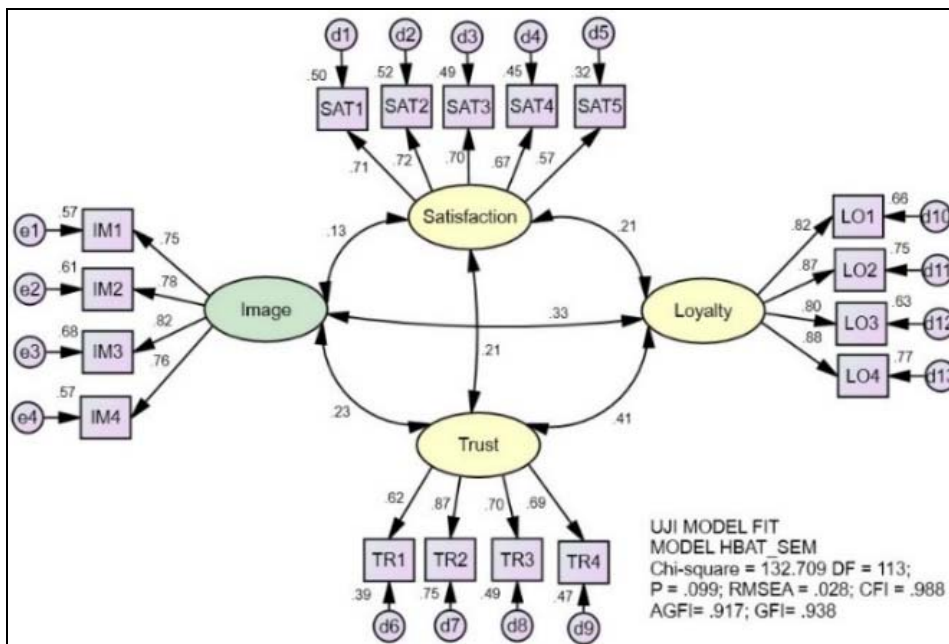 d1 d2 d3 d4 d5
.50 .52 .49 .45 .32
SAT1 SAT2 SAT3 SAT4 SAT5
.71 .72 .70 .67 .57
Satisfaction
.13 .21
e1 .57 IM1 .75
e2 .61 IM2 .78
e3 .68 IM3 .82
e4 .57 IM4 .76
Image
.33
.21
Loyalty
.82 LO1 .66 d10
.87 LO2 .75 d11
.80 LO3 .63 d12
.88 LO4 .77 d13
.23 .41
Trust
.62 .87 .70 .69
TR1 TR2 TR3 TR4
.39 .75 .49 .47
d6 d7 d8 d9
UJI MODEL FIT
MODEL HBAT_SEM
Chi-square = 132.709 DF = 113;
P = .099; RMSEA = .028; CFI = .988
AGFI= .917; GFI= .938